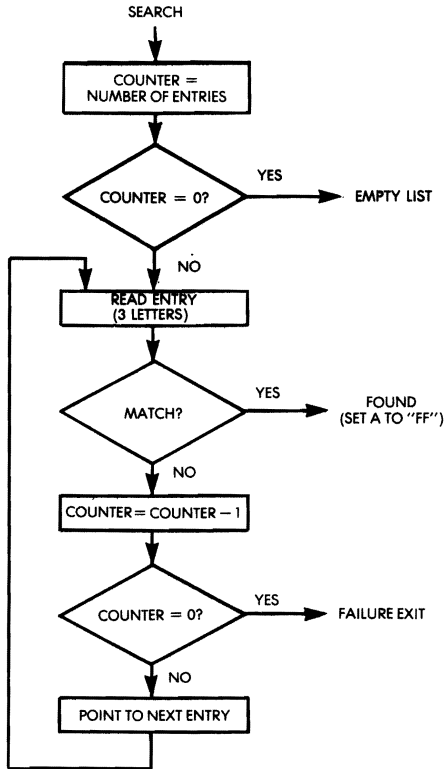 SEARCH
COUNTER =
NUMBER OF ENTRIES
COUNTER = 0?
YES
EMPTY LIST
NO
READ ENTRY
(3 LETTERS)
MATCH?
YES
FOUND
(SET A TO "FF")
NO
COUNTER = COUNTER – 1
COUNTER = 0?
YES
FAILURE EXIT
NO
POINT TO NEXT ENTRY